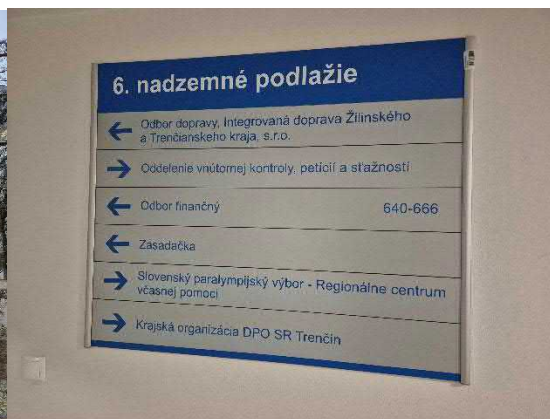 6. nadzemné podlažie
Odbor dopravy, Integrovaná doprava Žilinského
a Trenčianskeho kraja, s.r.o.
Oddelenie vnútornej kontroly, petícií a sťažností
Odbor finančný 640-666
Zasadačka
Slovenský paralympijský výbor - Regionálne centrum
včasnej pomoci
Krajská organizácia DPO SR Trenčín